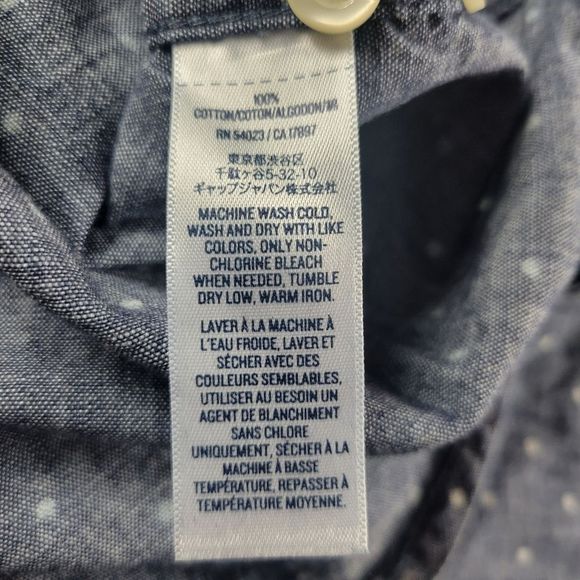 100%
COTTON/COTON/ALGODON/棉
RN 54023 / CA 17897
東京都渋谷区
千駄ヶ谷5-32-10
ギャップジャパン株式会社
MACHINE WASH COLD,
WASH AND DRY WITH LIKE
COLORS, ONLY NON-
CHLORINE BLEACH
WHEN NEEDED, TUMBLE
DRY LOW, WARM IRON.
LAVER À LA MACHINE À
L'EAU FROIDE, LAVER ET
SÉCHER AVEC DES
COULEURS SEMBLABLES,
UTILISER AU BESOIN UN
AGENT DE BLANCHIMENT
SANS CHLORE
UNIQUEMENT, SÉCHER À LA
MACHINE À BASSE
TEMPÉRATURE, REPASSER À
TEMPÉRATURE MOYENNE.